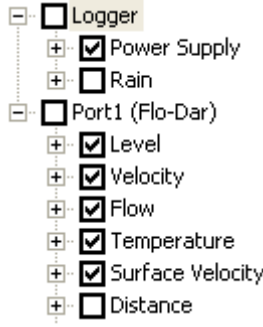 Logger
Power Supply
Rain
Port1 (Flo-Dar)
Level
Velocity
Flow
Temperature
Surface Velocity
Distance